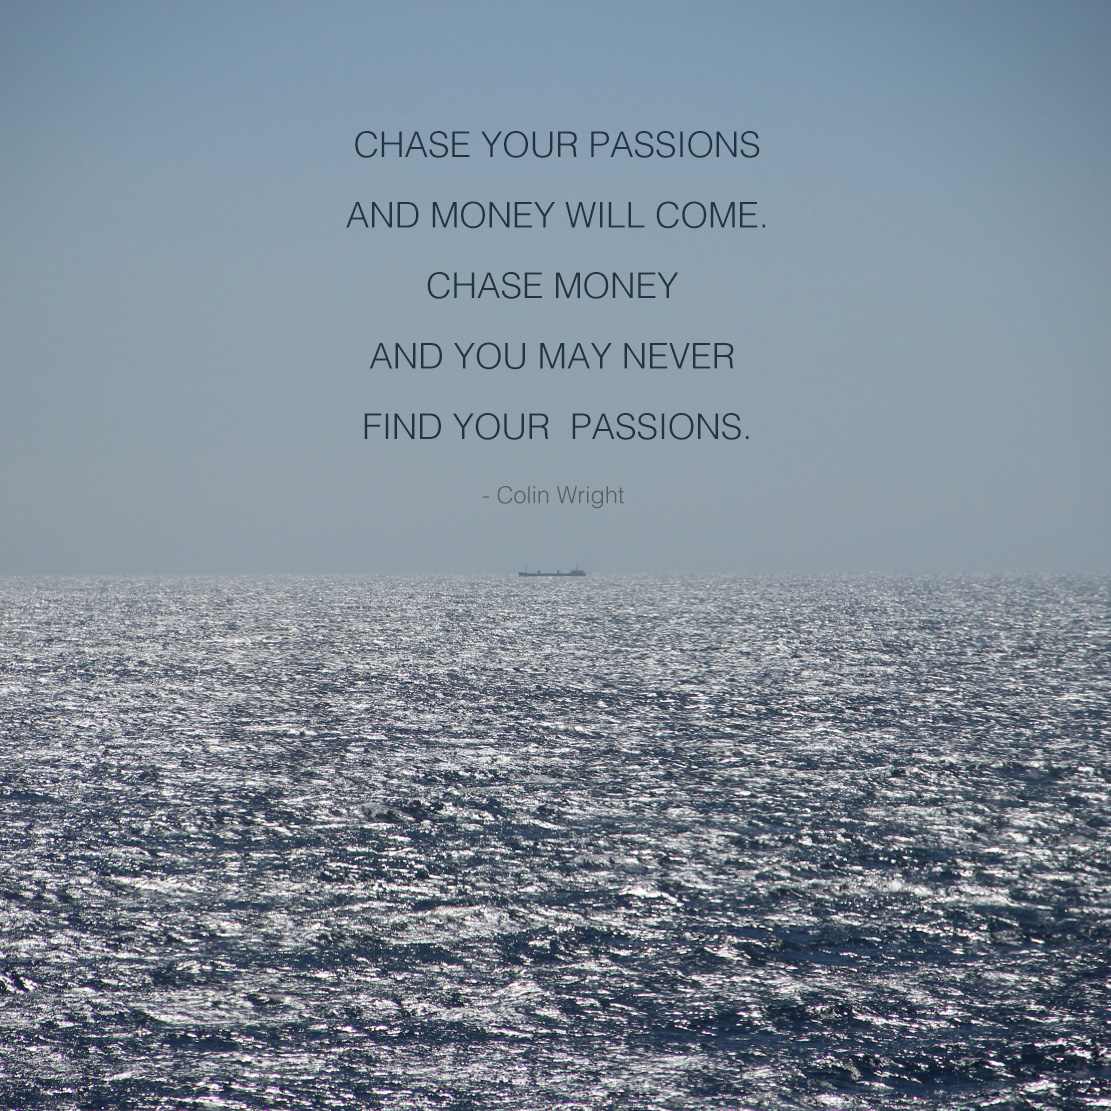 CHASE YOUR PASSIONS
AND MONEY WILL COME.
CHASE MONEY
AND YOU MAY NEVER
FIND YOUR  PASSIONS.
- Colin Wright